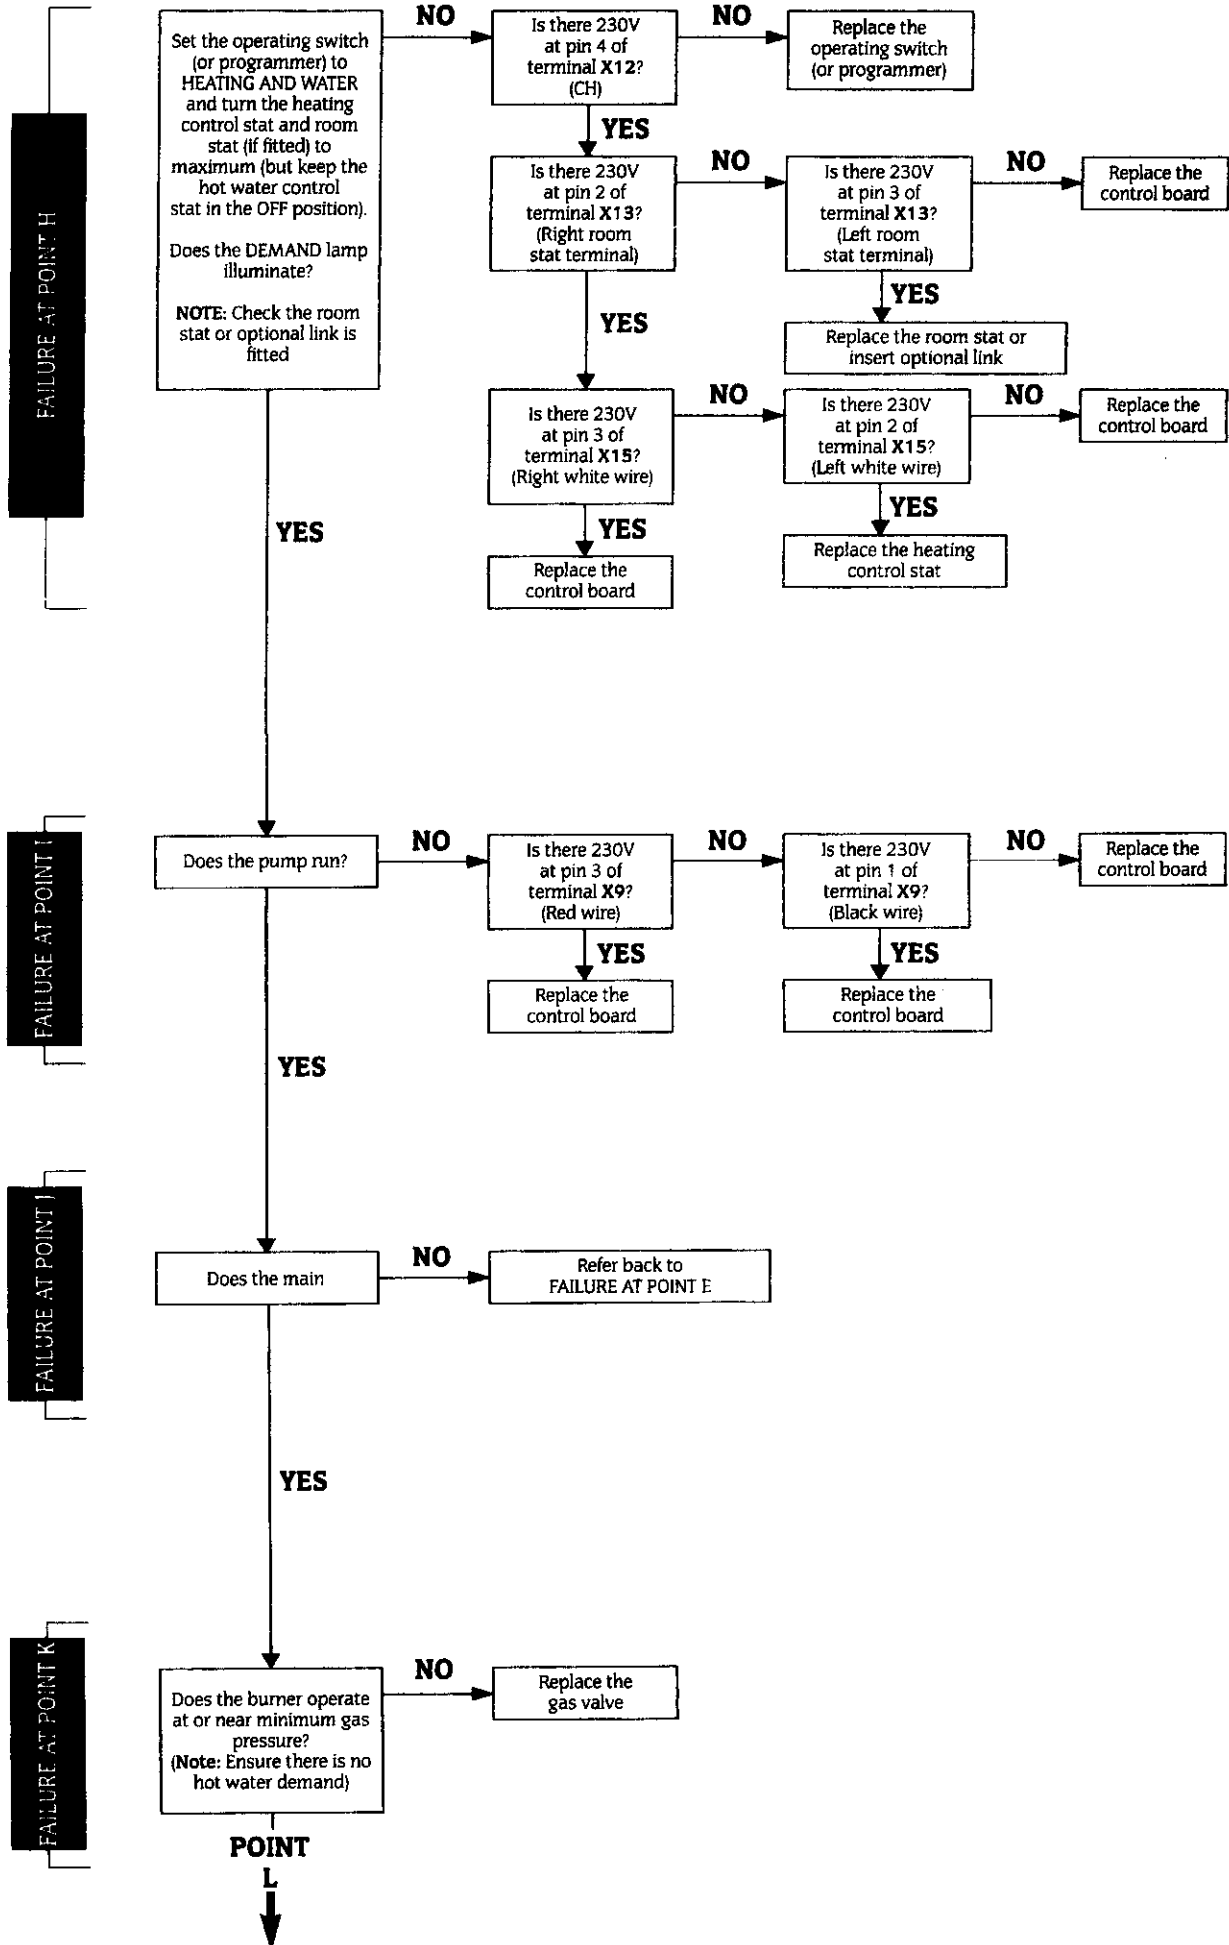 FAILURE AT POINT H
Set the operating switch
(or programmer) to
HEATING AND WATER
and turn the heating
control stat and room
stat (if fitted) to
maximum (but keep the
hot water control
stat in the OFF position).
Does the DEMAND lamp
illuminate?
NOTE: Check the room
stat or optional link is
fitted
NO
Is there 230V
at pin 4 of
terminal X12?
(CH)
NO
Replace the
operating switch
(or programmer)
YES
Is there 230V
at pin 2 of
terminal X13?
(Right room
stat terminal)
NO
Is there 230V
at pin 3 of
terminal X13?
(Left room
stat terminal)
NO
Replace the
control board
YES
Replace the room stat or
insert optional link
YES
Is there 230V
at pin 3 of
terminal X15?
(Right white wire)
NO
Is there 230V
at pin 2 of
terminal X15?
(Left white wire)
NO
Replace the
control board
YES
Replace the
control board
YES
Replace the heating
control stat
YES
FAILURE AT POINT I
Does the pump run?
NO
Is there 230V
at pin 3 of
terminal X9?
(Red wire)
NO
Is there 230V
at pin 1 of
terminal X9?
(Black wire)
NO
Replace the
control board
YES
Replace the
control board
YES
Replace the
control board
YES
FAILURE AT POINT J
Does the main
NO
Refer back to
FAILURE AT POINT E
YES
FAILURE AT POINT K
Does the burner operate
at or near minimum gas
pressure?
(Note: Ensure there is no
hot water demand)
NO
Replace the
gas valve
POINT
L